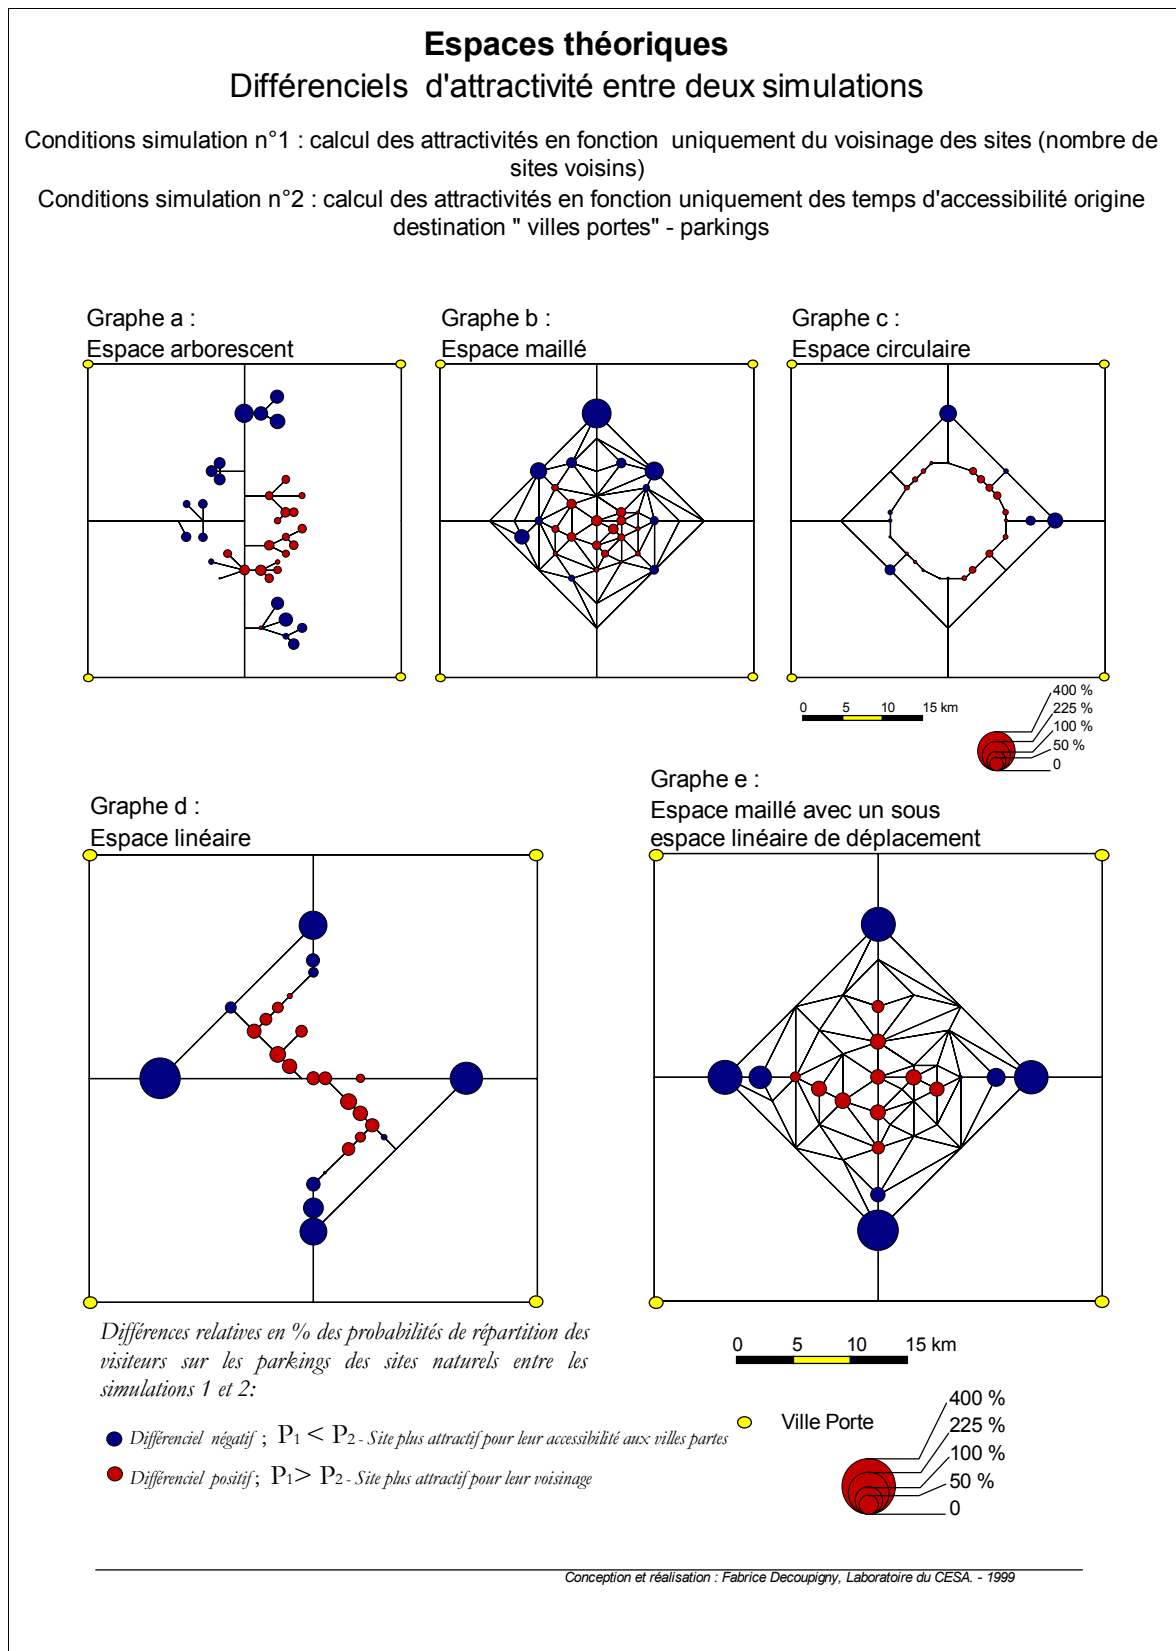 Espaces théoriques
Différenciels d'attractivité entre deux simulations
Conditions simulation n°1 : calcul des attractivités en fonction uniquement du voisinage des sites (nombre de
sites voisins)
Conditions simulation n°2 : calcul des attractivités en fonction uniquement des temps d'accessibilité origine
destination " villes portes" - parkings
Graphe a :
Espace arborescent
Graphe b :
Espace maillé
Graphe c :
Espace circulaire
0 5 10 15 km
400 %
225 %
100 %
50 %
0
Graphe d :
Espace linéaire
Graphe e :
Espace maillé avec un sous
espace linéaire de déplacement
Différences relatives en % des probabilités de répartition des
visiteurs sur les parkings des sites naturels entre les
simulations 1 et 2:
Différentiel négatif ; P1 < P2 - Site plus attractif pour leur accessibilité aux villes partes
Différentiel positif ; P1> P2 - Site plus attractif pour leur voisinage
0 5 10 15 km
Ville Porte
400 %
225 %
100 %
50 %
0
Conception et réalisation : Fabrice Decoupigny, Laboratoire du CESA. - 1999